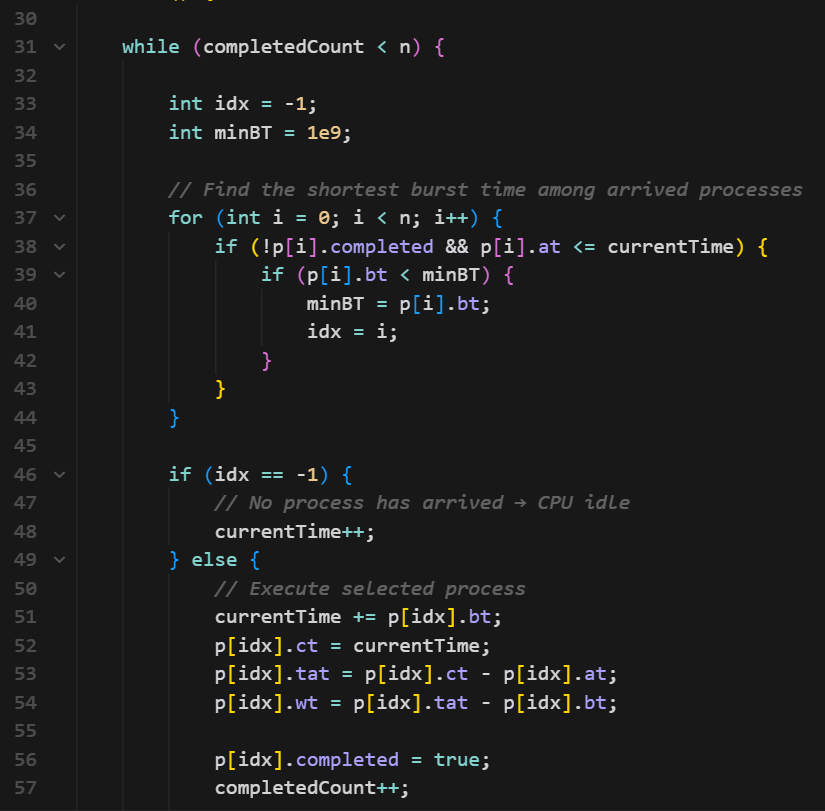 30
31 while (completedCount < n) {
32
33 int idx = -1;
34 int minBT = 1e9;
35
36 // Find the shortest burst time among arrived processes
37 for (int i = 0; i < n; i++) {
38 if (!p[i].completed && p[i].at <= currentTime) {
39 if (p[i].bt < minBT) {
40 minBT = p[i].bt;
41 idx = i;
42 }
43 }
44 }
45
46 if (idx == -1) {
47 // No process has arrived → CPU idle
48 currentTime++;
49 } else {
50 // Execute selected process
51 currentTime += p[idx].bt;
52 p[idx].ct = currentTime;
53 p[idx].tat = p[idx].ct - p[idx].at;
54 p[idx].wt = p[idx].tat - p[idx].bt;
55
56 p[idx].completed = true;
57 completedCount++;